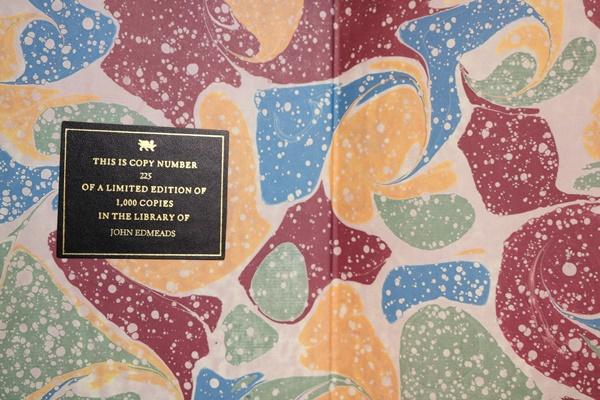 THIS IS COPY NUMBER
225
OF A LIMITED EDITION OF
1,000 COPIES
IN THE LIBRARY OF
JOHN EDMEADS